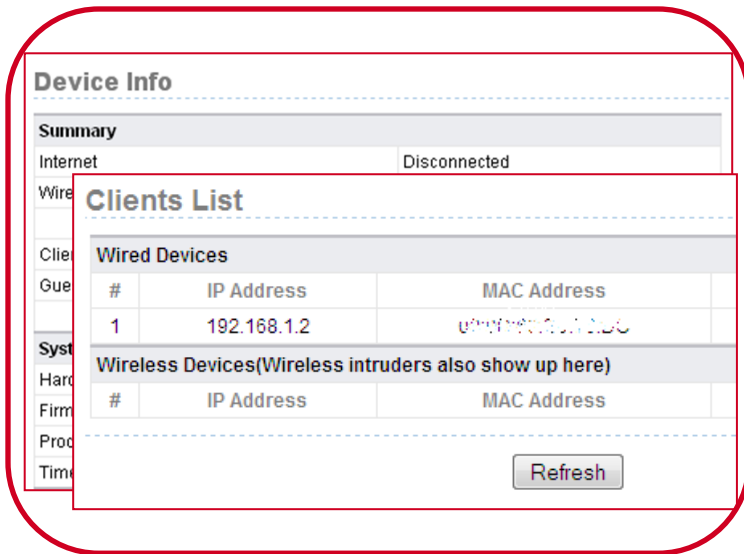 Device Info
Summary
Internet Disconnected
Wire
Clie
Gue
Syst
Hard
Firm
Prod
Time
Clients List
Wired Devices
# IP Address MAC Address
1 192.168.1.2
Wireless Devices(Wireless intruders also show up here)
# IP Address MAC Address
Refresh